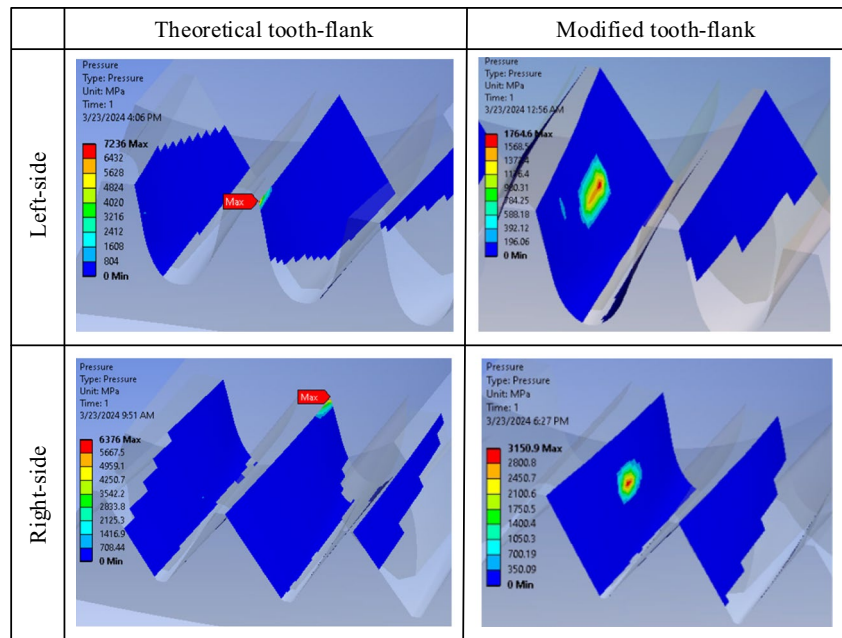 Theoretical tooth-flank
Modified tooth-flank
Left-side
Pressure
Type: Pressure
Unit: MPa
Time: 1
3/23/2024 4:06 PM
7236 Max
6432
5628
4824
4020
3216
2412
1608
804
0 Min
Max
Pressure
Type: Pressure
Unit: MPa
Time: 1
3/23/2024 12:56 AM
1764.6 Max
1568.5
1372.4
1176.4
980.31
784.25
588.18
392.12
196.06
0 Min
Right-side
Pressure
Type: Pressure
Unit: MPa
Time: 1
3/23/2024 9:51 AM
6376 Max
5667.5
4959.1
4250.7
3542.2
2833.8
2125.3
1416.9
708.44
0 Min
Max
Pressure
Type: Pressure
Unit: MPa
Time: 1
3/23/2024 6:27 PM
3150.9 Max
2800.8
2450.7
2100.6
1750.5
1400.4
1050.3
700.19
350.09
0 Min